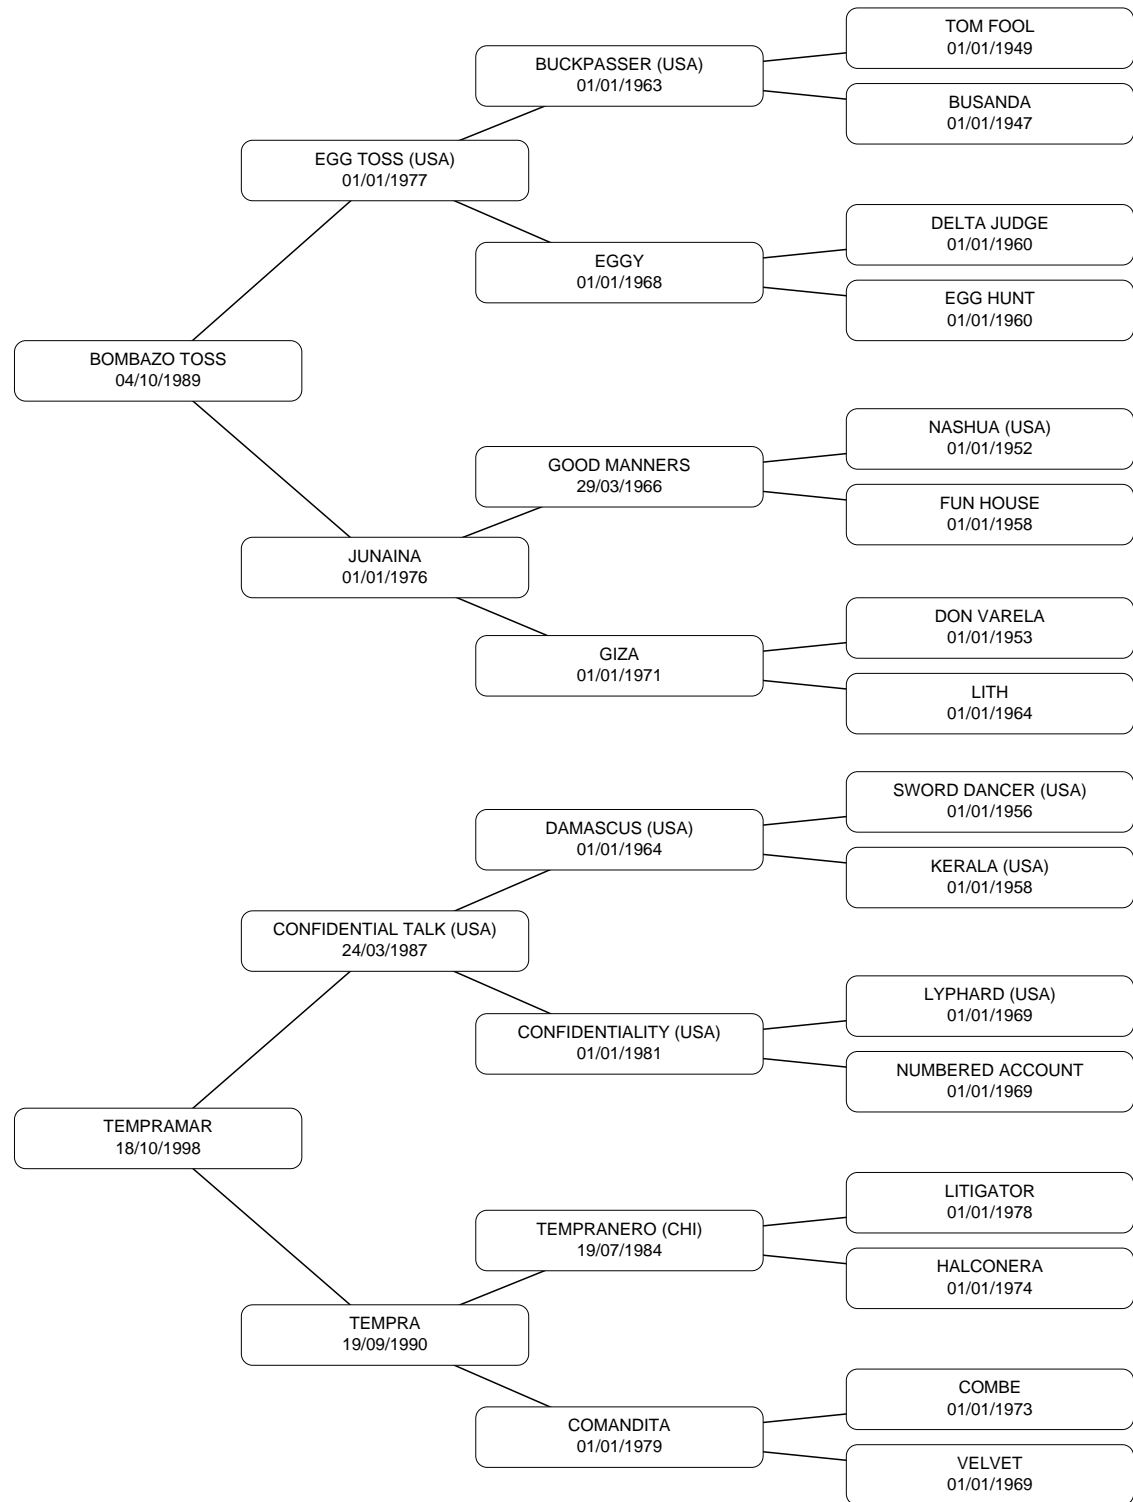 TOM FOOL
01/01/1949
BUCKPASSER (USA)
01/01/1963
BUSANDA
01/01/1947
EGG TOSS (USA)
01/01/1977
DELTA JUDGE
01/01/1960
EGGY
01/01/1968
EGG HUNT
01/01/1960
BOMBAZO TOSS
04/10/1989
NASHUA (USA)
01/01/1952
GOOD MANNERS
29/03/1966
FUN HOUSE
01/01/1958
JUNAINA
01/01/1976
DON VARELA
01/01/1953
GIZA
01/01/1971
LITH
01/01/1964
SWORD DANCER (USA)
01/01/1956
DAMASCUS (USA)
01/01/1964
KERALA (USA)
01/01/1958
CONFIDENTIAL TALK (USA)
24/03/1987
LYPHARD (USA)
01/01/1969
CONFIDENTIALITY (USA)
01/01/1981
NUMBERED ACCOUNT
01/01/1969
TEMPRAMAR
18/10/1998
LITIGATOR
01/01/1978
TEMPRANERO (CHI)
19/07/1984
HALCONERA
01/01/1974
TEMPRA
19/09/1990
COMBE
01/01/1973
COMANDITA
01/01/1979
VELVET
01/01/1969